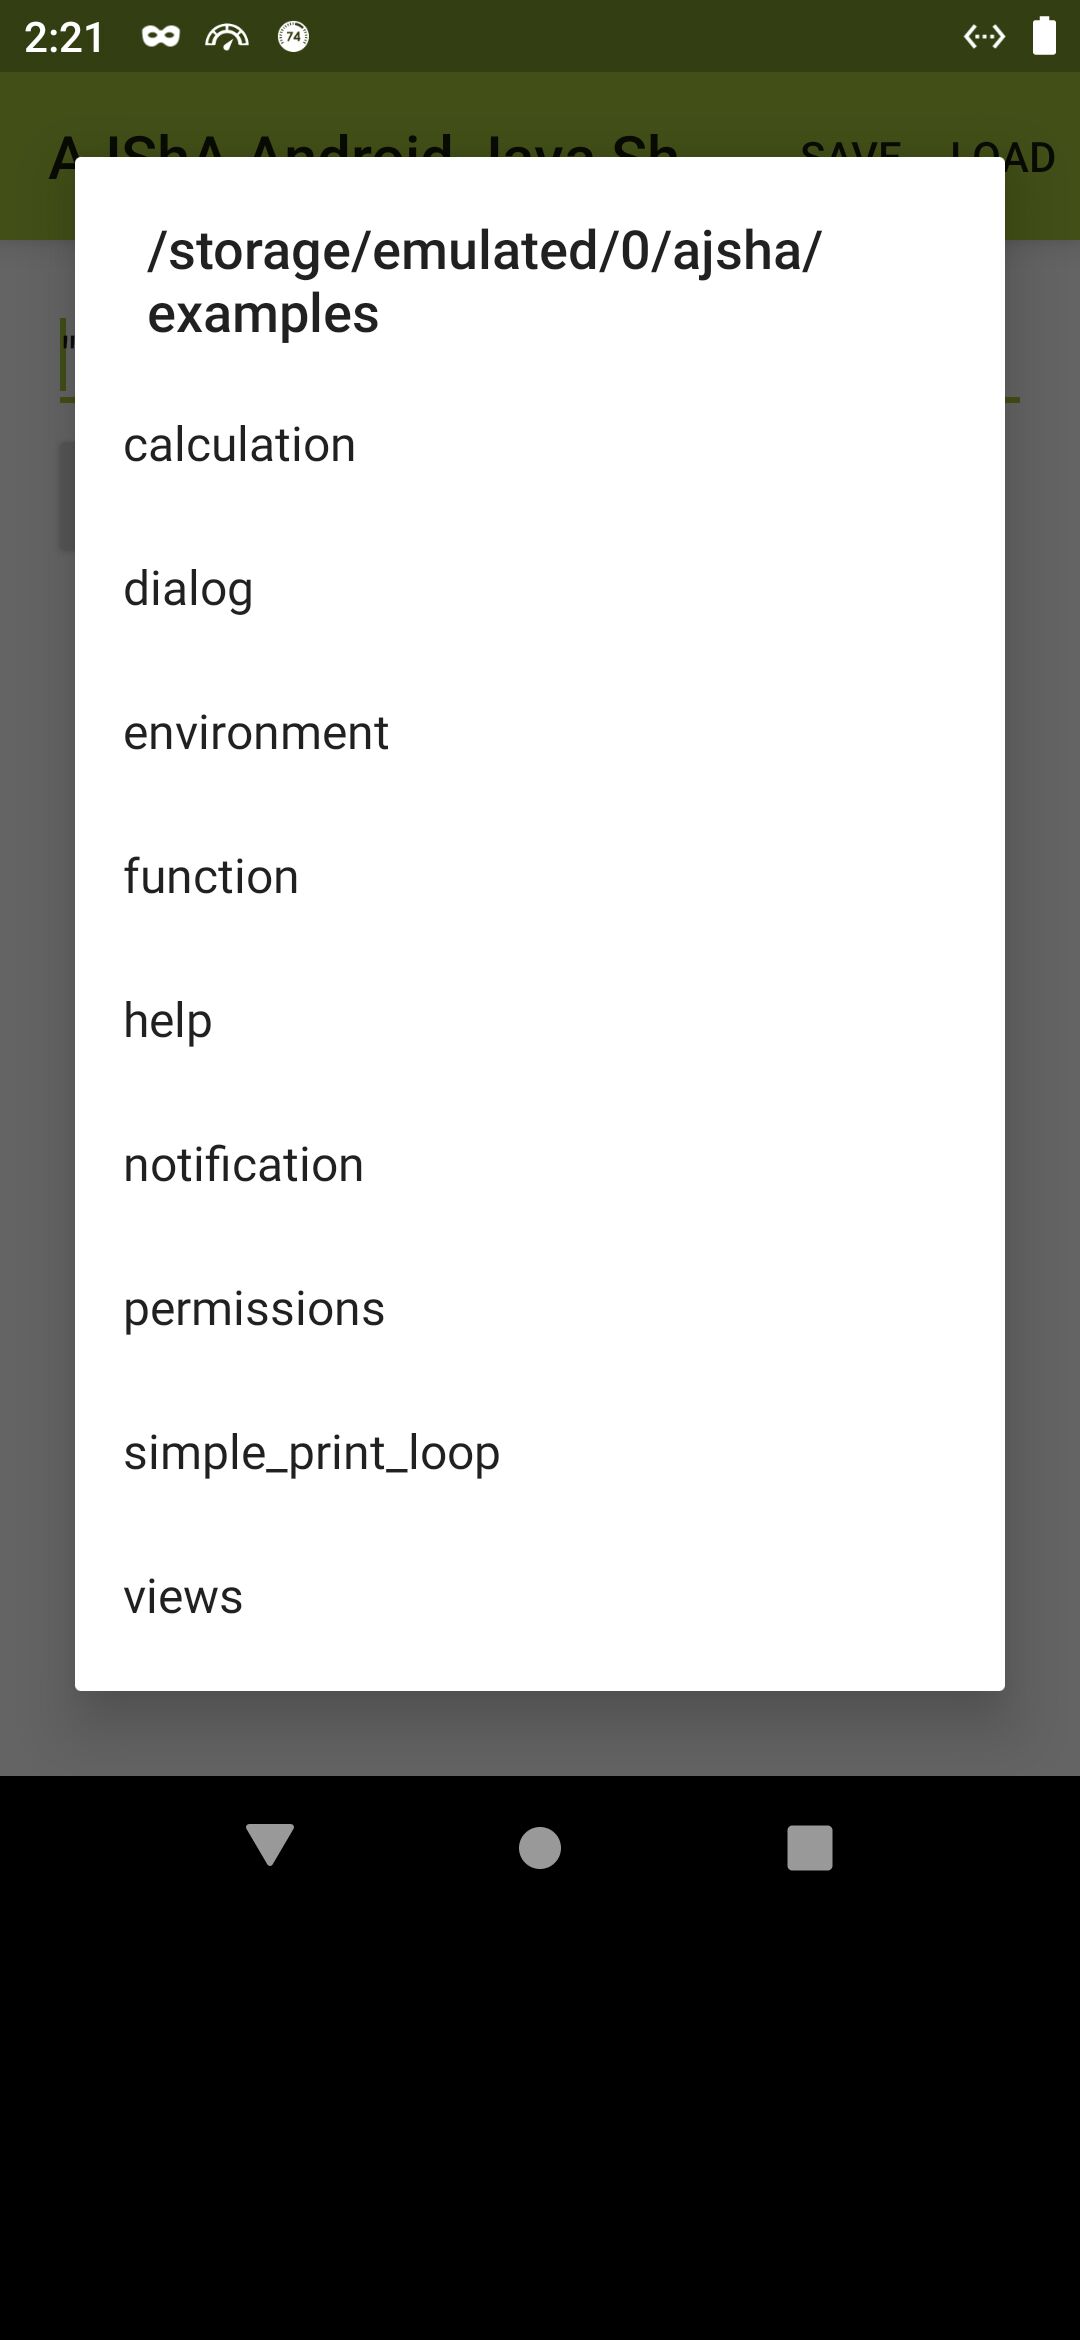 2:21
74
AJShA Android Java Sh
SAVE LOAD
/storage/emulated/0/ajsha/
examples
"
calculation
dialog
environment
function
help
notification
permissions
simple_print_loop
views